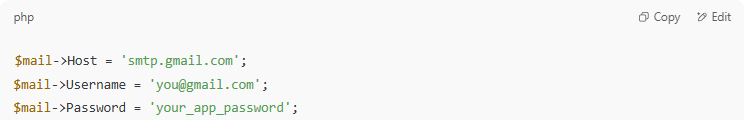 php Copy Edit
$mail->Host = 'smtp.gmail.com';
$mail->Username = 'you@gmail.com';
$mail->Password = 'your_app_password';